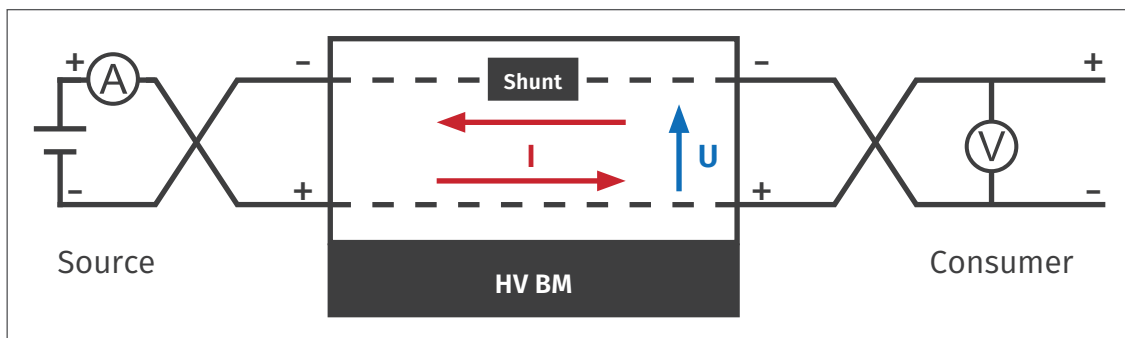 +
A
–
+
–
Shunt
I
U
–
+
V
+
–
Source
HV BM
Consumer